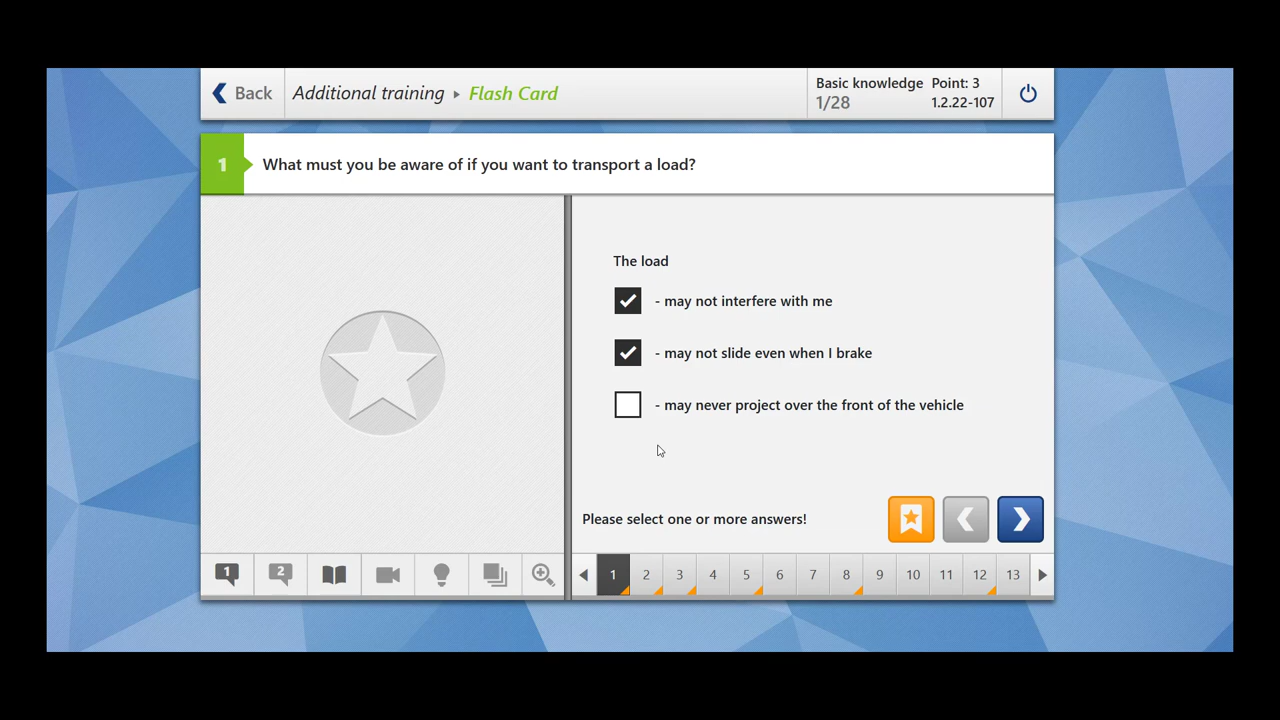 Back
Additional training ▸ Flash Card
Basic knowledge Point: 3
1/28 1.2.22-107
1 What must you be aware of if you want to transport a load?
The load
- may not interfere with me
- may not slide even when I brake
- may never project over the front of the vehicle
Please select one or more answers!
1 2
1 2 3 4 5 6 7 8 9 10 11 12 13